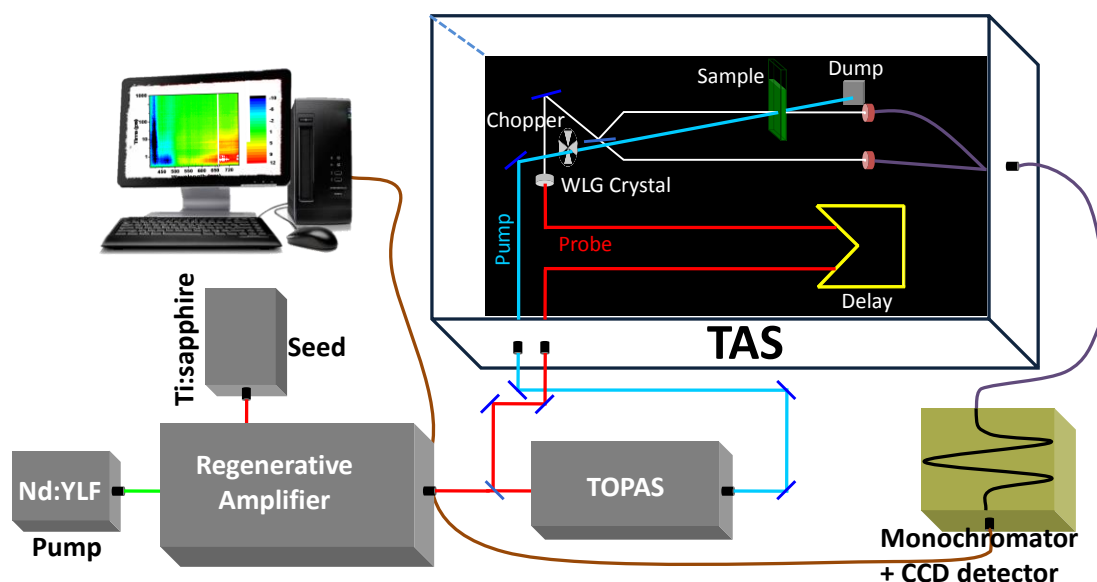 Sample
Dump
Chopper
WLG Crystal
Pump
Probe
Delay
TAS
Ti:sapphire
Seed
Nd:YLF
Pump
Regenerative
Amplifier
TOPAS
Monochromator
+ CCD detector